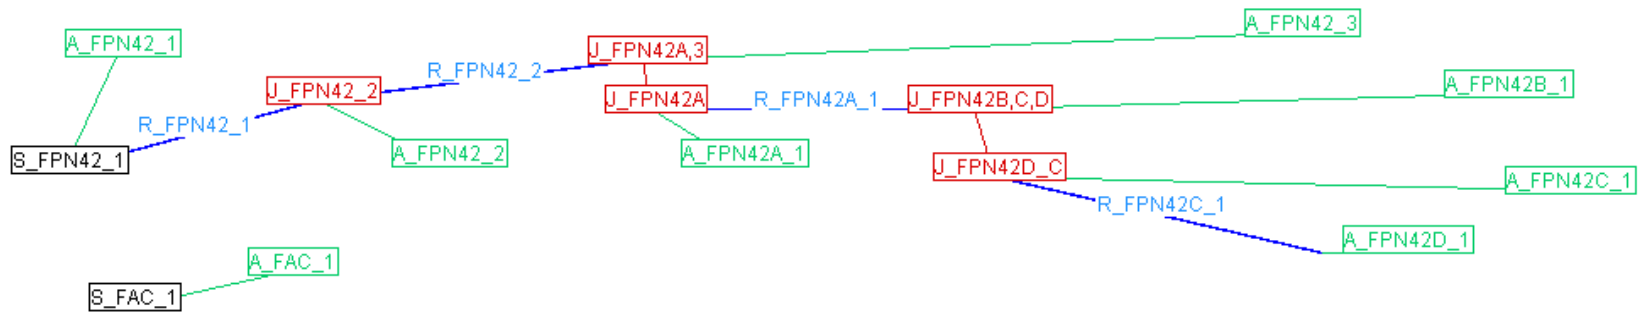 A_FPN42_3
A_FPN42_1
J_FPN42A,3
R_FPN42_2
A_FPN42B_1
J_FPN42_2
J_FPN42A
R_FPN42A_1
J_FPN42B,C,D
R_FPN42_1
S_FPN42_1
A_FPN42_2
A_FPN42A_1
J_FPN42D_C
A_FPN42C_1
R_FPN42C_1
A_FPN42D_1
A_FAC_1
S_FAC_1